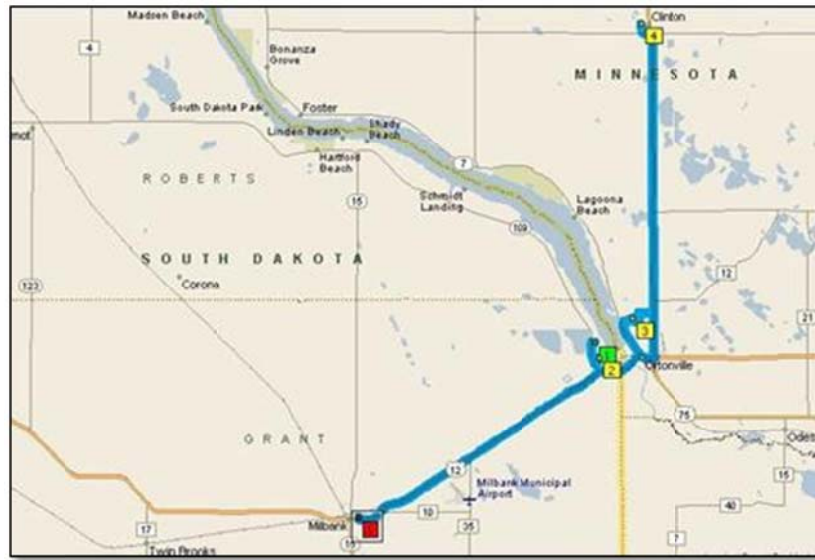 Madsen Beach
Clinton
4
4
Bonanza
Grove
MINNESOTA
South Dakota Park
Foster
Linden Beach
Shady
Beach
Hartford
Beach
7
ROBERTS
15
Schmidt
Landing
Lagoona
Beach
109
SOUTH DAKOTA
12
123
Corona
21
3
2
Ortonville
75
GRANT
Odes
12
Milbank Municipal
Airport
15
Milbank
10
40
17
35
7
15
Twin Brooks